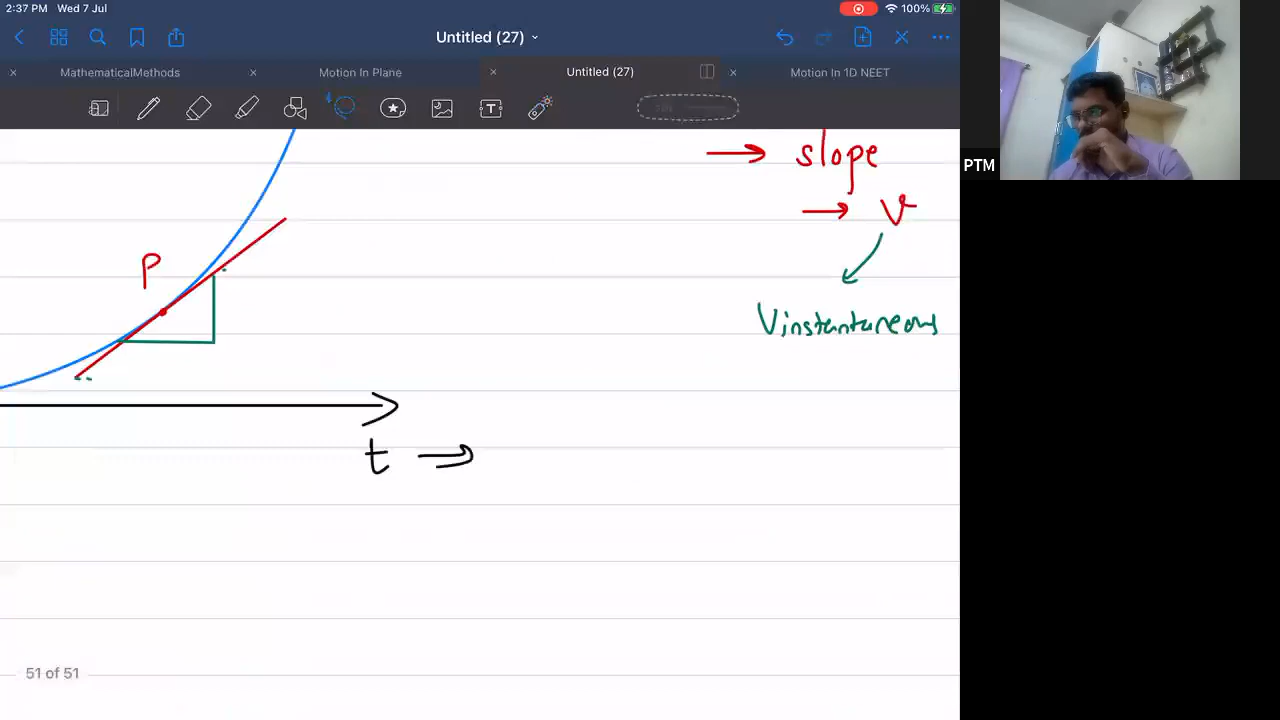 2:37 PM Wed 7 Jul
100%
Untitled (27)
MathematicalMethods
Motion In Plane
Untitled (27)
Motion In 1D NEET
PTM
→ slope
→ v
P
Vinstantaneous
t →
51 of 51